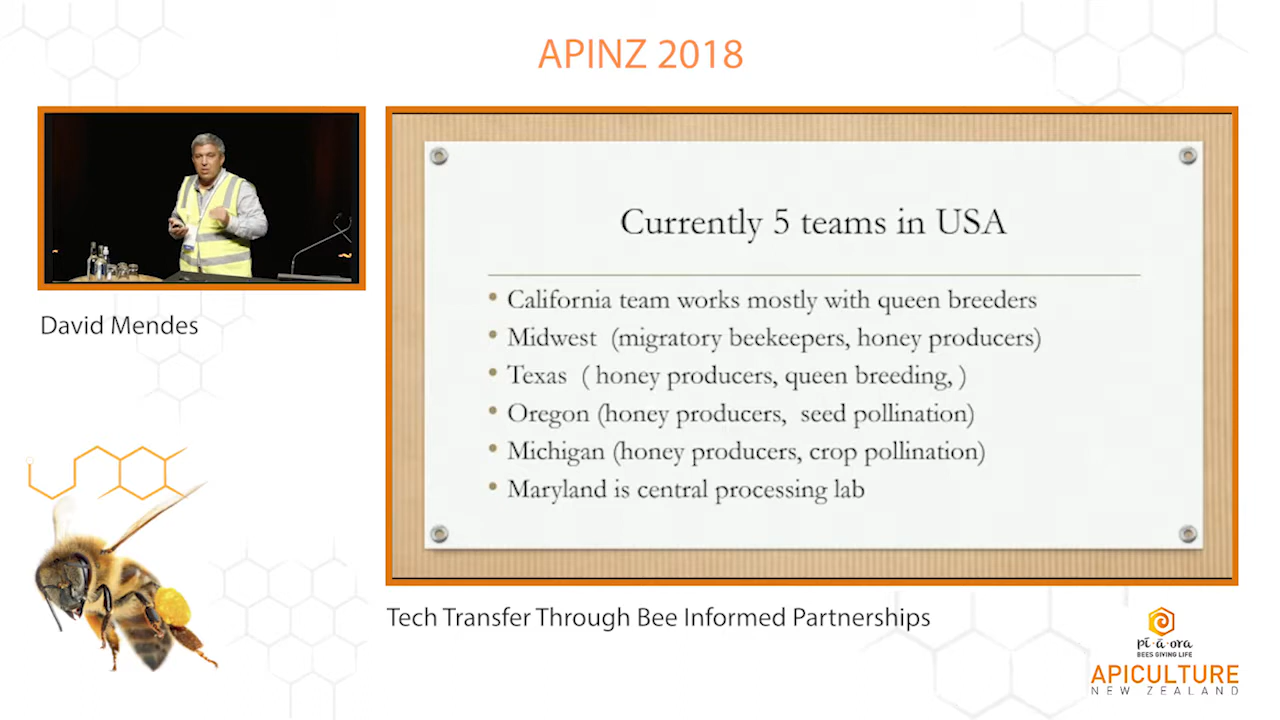 APINZ 2018
David Mendes
Currently 5 teams in USA
• California team works mostly with queen breeders
• Midwest  (migratory beekeepers, honey producers)
• Texas  ( honey producers, queen breeding, )
• Oregon (honey producers,  seed pollination)
• Michigan (honey producers, crop pollination)
• Maryland is central processing lab
Tech Transfer Through Bee Informed Partnerships
pī-ā-ora
BEES GIVING LIFE
APICULTURE
NEW ZEALAND